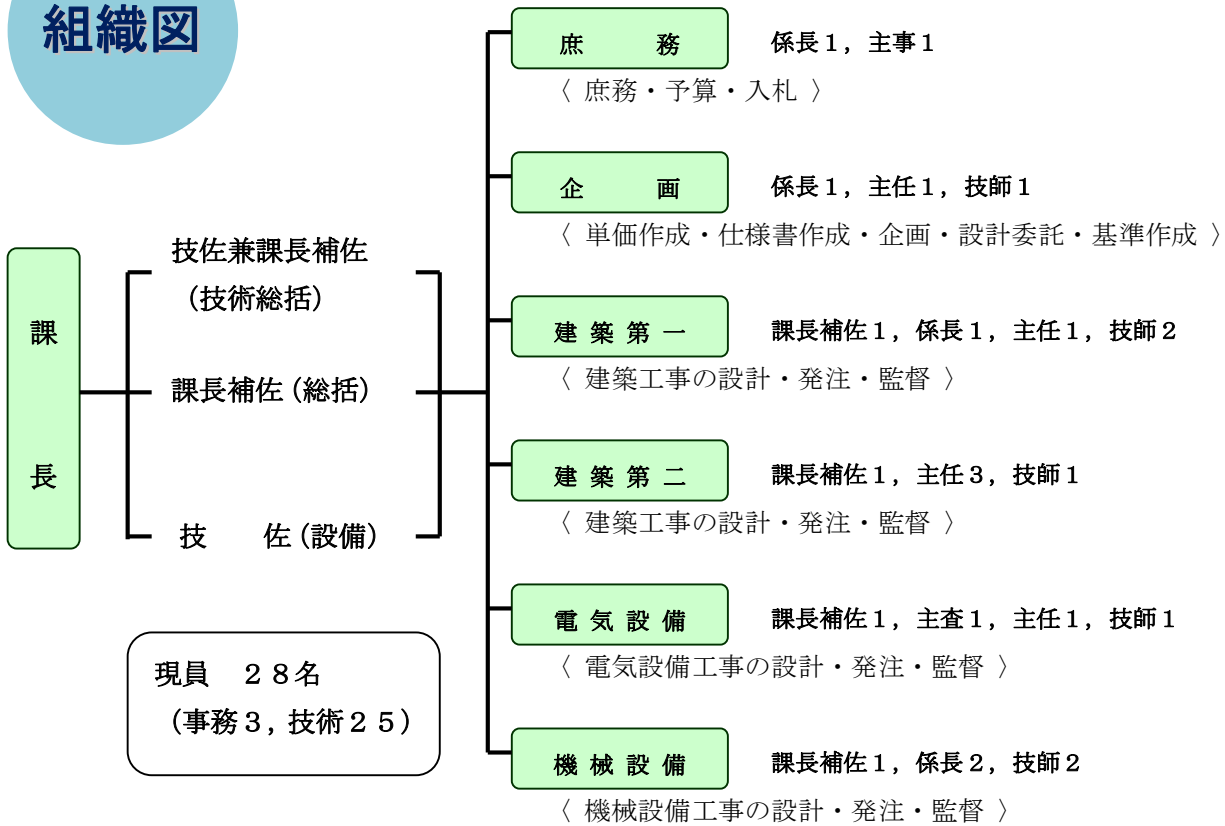 組織図
課長
技佐兼課長補佐
(技術総括)
課長補佐(総括)
技　佐(設備)
現員　２８名
(事務３,技術２５)
庶　務　係長１,主事１
〈 庶務・予算・入札 〉
企　画　係長１,主任１,技師１
〈 単価作成・仕様書作成・企画・設計委託・基準作成 〉
建築第一　課長補佐１,係長１,主任１,技師２
〈 建築工事の設計・発注・監督 〉
建築第二　課長補佐１,主任３,技師１
〈 建築工事の設計・発注・監督 〉
電気設備　課長補佐１,主査１,主任１,技師１
〈 電気設備工事の設計・発注・監督 〉
機械設備　課長補佐１,係長２,技師２
〈 機械設備工事の設計・発注・監督 〉